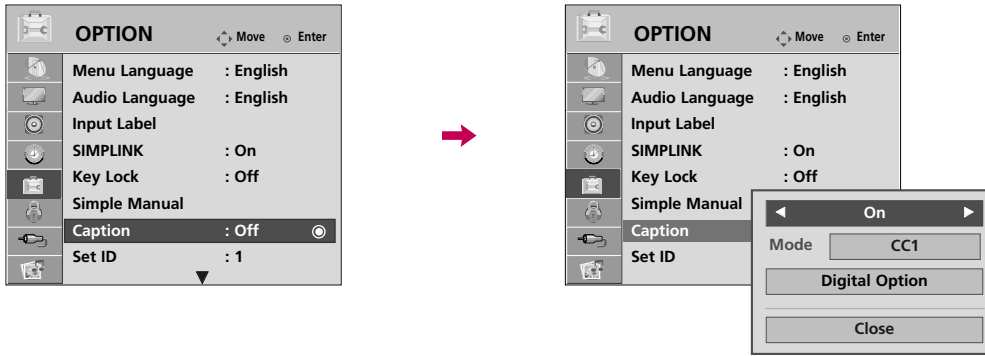 OPTION Move Enter
Menu Language : English
Audio Language : English
Input Label
SIMPLINK : On
Key Lock : Off
Simple Manual
Caption : Off
Set ID : 1
OPTION Move Enter
Menu Language : English
Audio Language : English
Input Label
SIMPLINK : On
Key Lock : Off
Simple Manual
Caption
Set ID
On
Mode CC1
Digital Option
Close